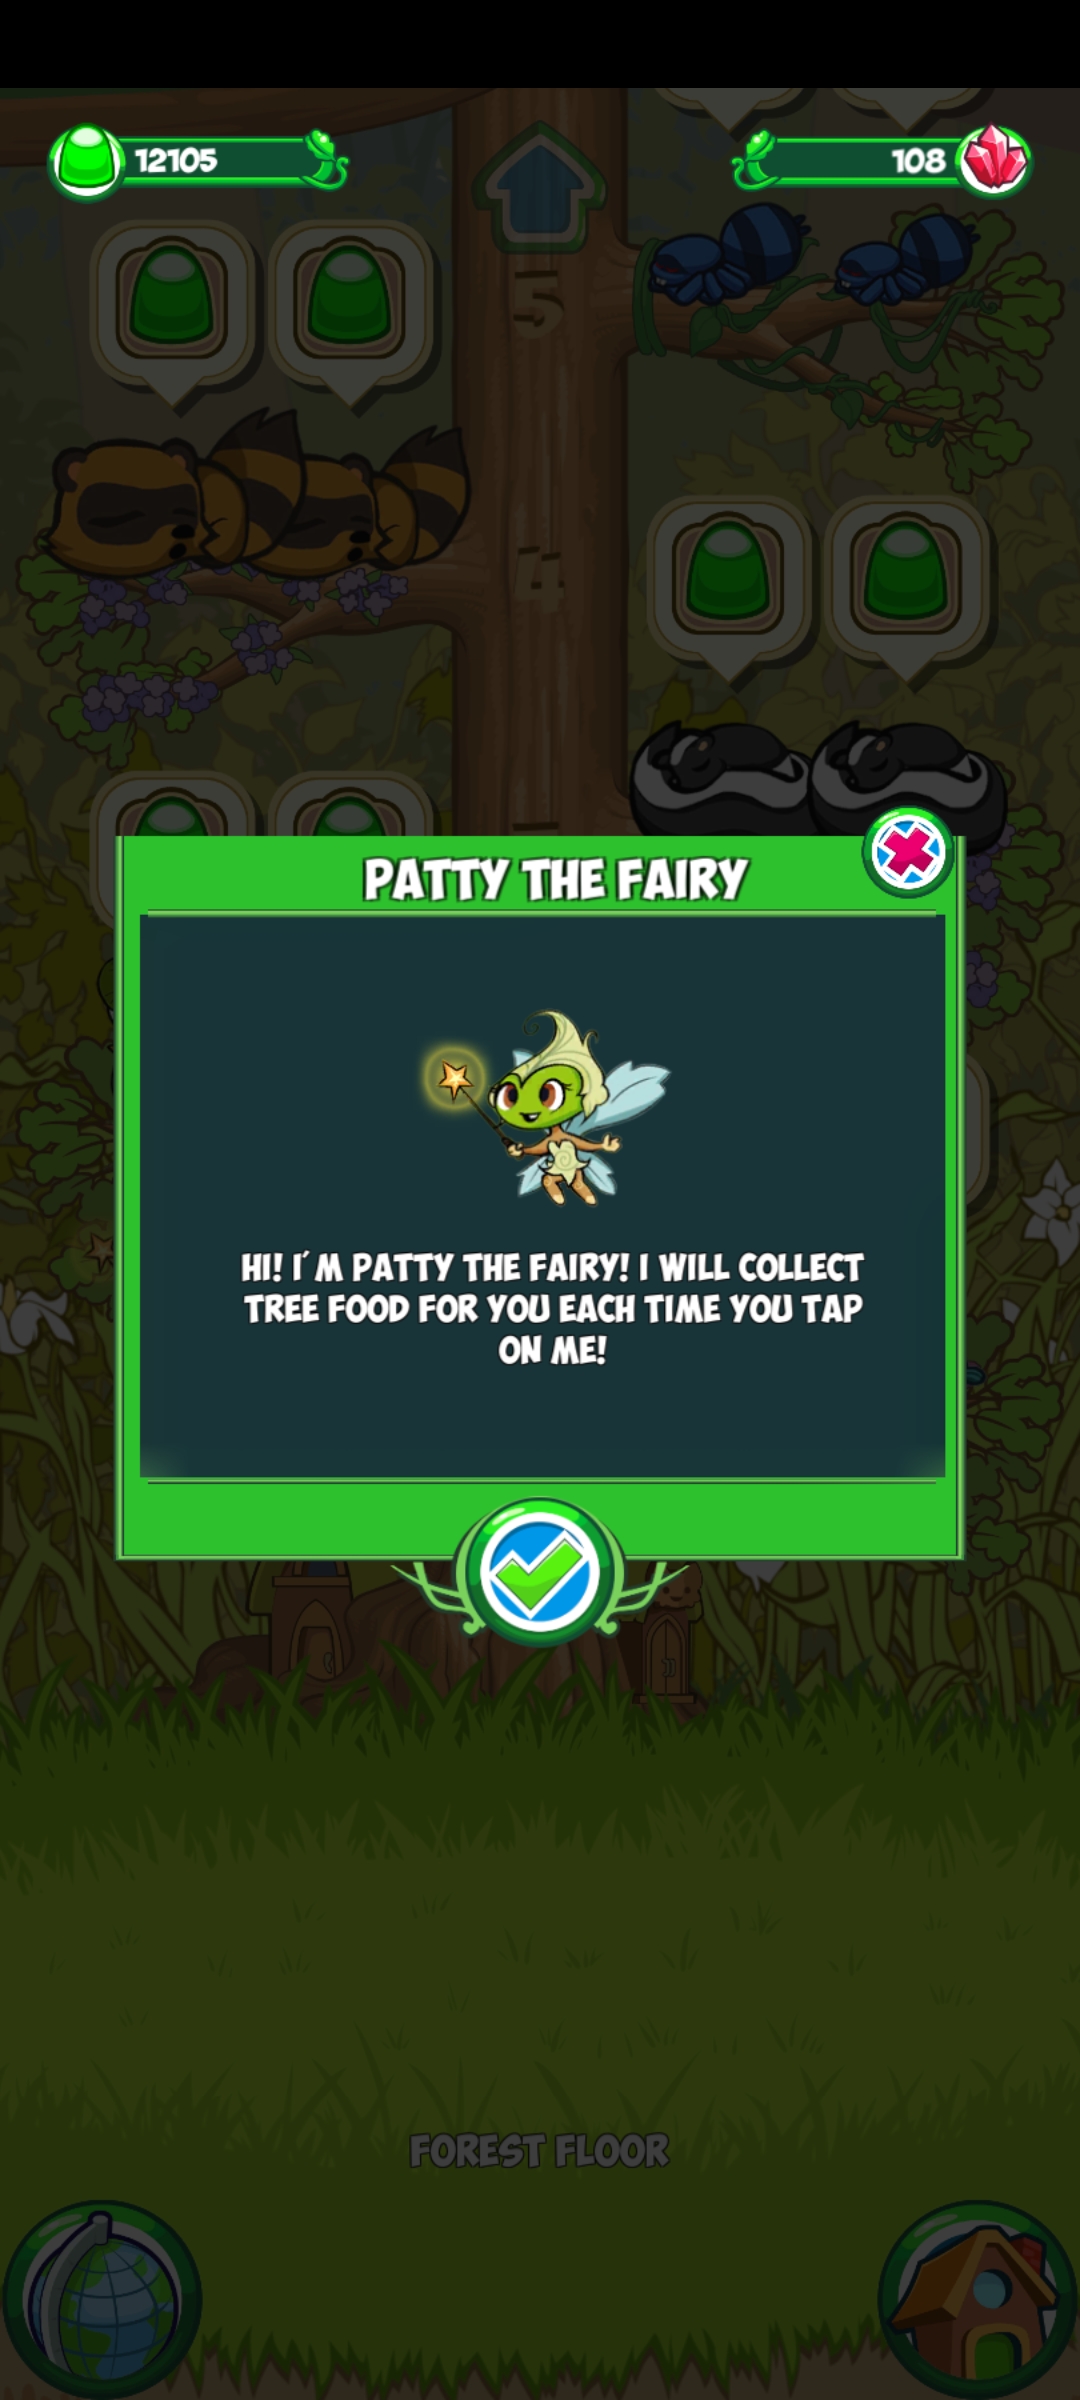 12105
108
5
4
PATTY THE FAIRY
HI! I´M PATTY THE FAIRY! I WILL COLLECT
TREE FOOD FOR YOU EACH TIME YOU TAP
ON ME!
FOREST FLOOR